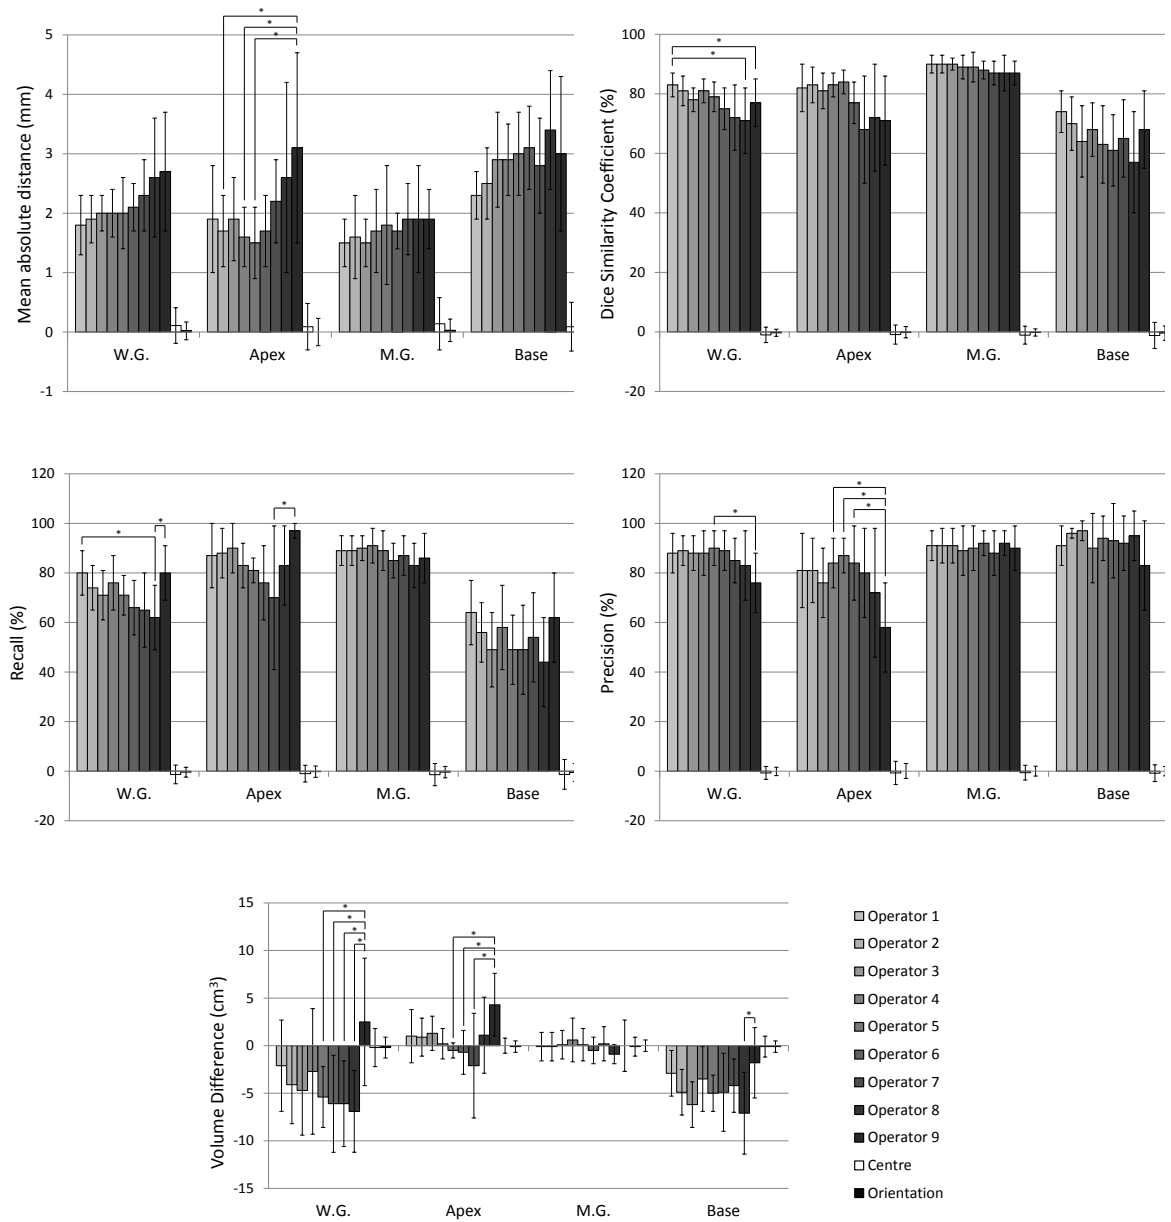 * * *
5
4
3
2
1
0
-1
Mean absolute distance (mm)
W.G. Apex M.G. Base
* *
100
80
60
40
20
0
-20
Dice Similarity Coefficient (%)
W.G. Apex M.G. Base
* * *
120
100
80
60
40
20
0
-20
Recall (%)
W.G. Apex M.G. Base
* * * *
120
100
80
60
40
20
0
-20
Precision (%)
W.G. Apex M.G. Base
* * * * * * * *
15
10
5
0
-5
-10
-15
Volume Difference (cm³)
W.G. Apex M.G. Base
Operator 1
Operator 2
Operator 3
Operator 4
Operator 5
Operator 6
Operator 7
Operator 8
Operator 9
Centre
Orientation